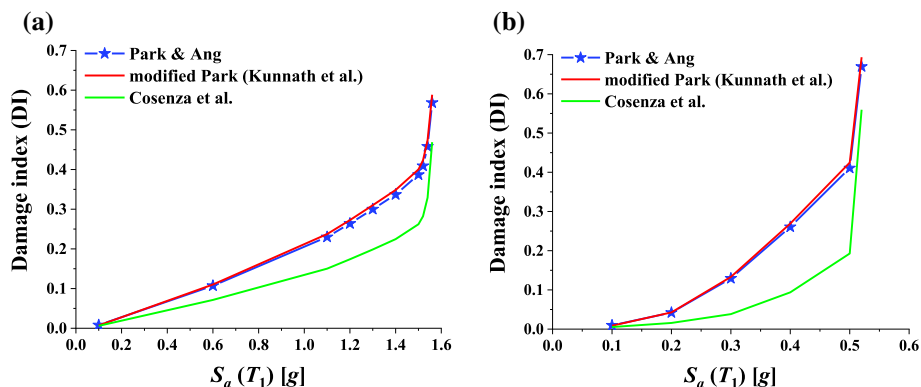 (a)
0.7
Park & Ang
modified Park (Kunnath et al.)
Cosenza et al.
0.6
0.5
0.4
0.3
0.2
0.1
0.0
Damage index (DI)
0.0 0.2 0.4 0.6 0.8 1.0 1.2 1.4 1.6
Sa (T1) [g]
(b)
0.7
Park & Ang
modified Park (Kunnath et al.)
Cosenza et al.
0.6
0.5
0.4
0.3
0.2
0.1
0.0
Damage index (DI)
0.0 0.1 0.2 0.3 0.4 0.5 0.6
Sa (T1) [g]